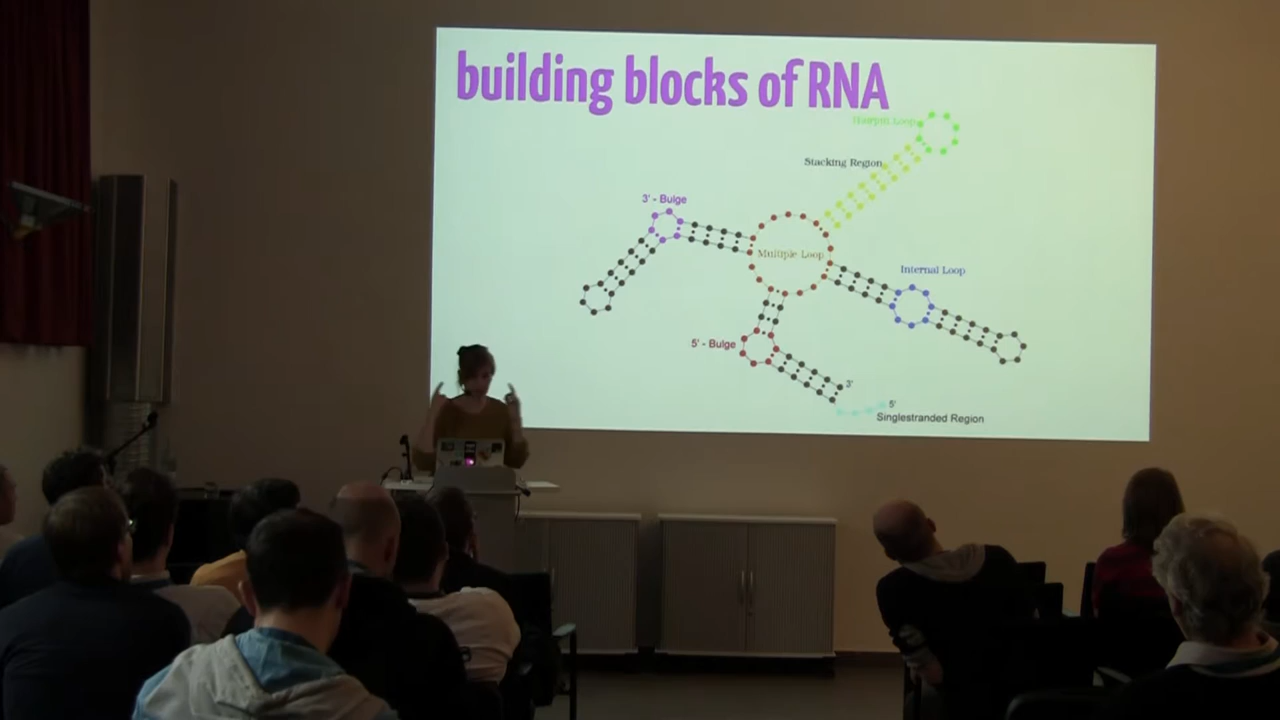 building blocks of RNA
Hairpin Loop
Stacking Region
3' - Bulge
Multiple Loop
Internal Loop
5' - Bulge
3'
5'
Singlestranded Region